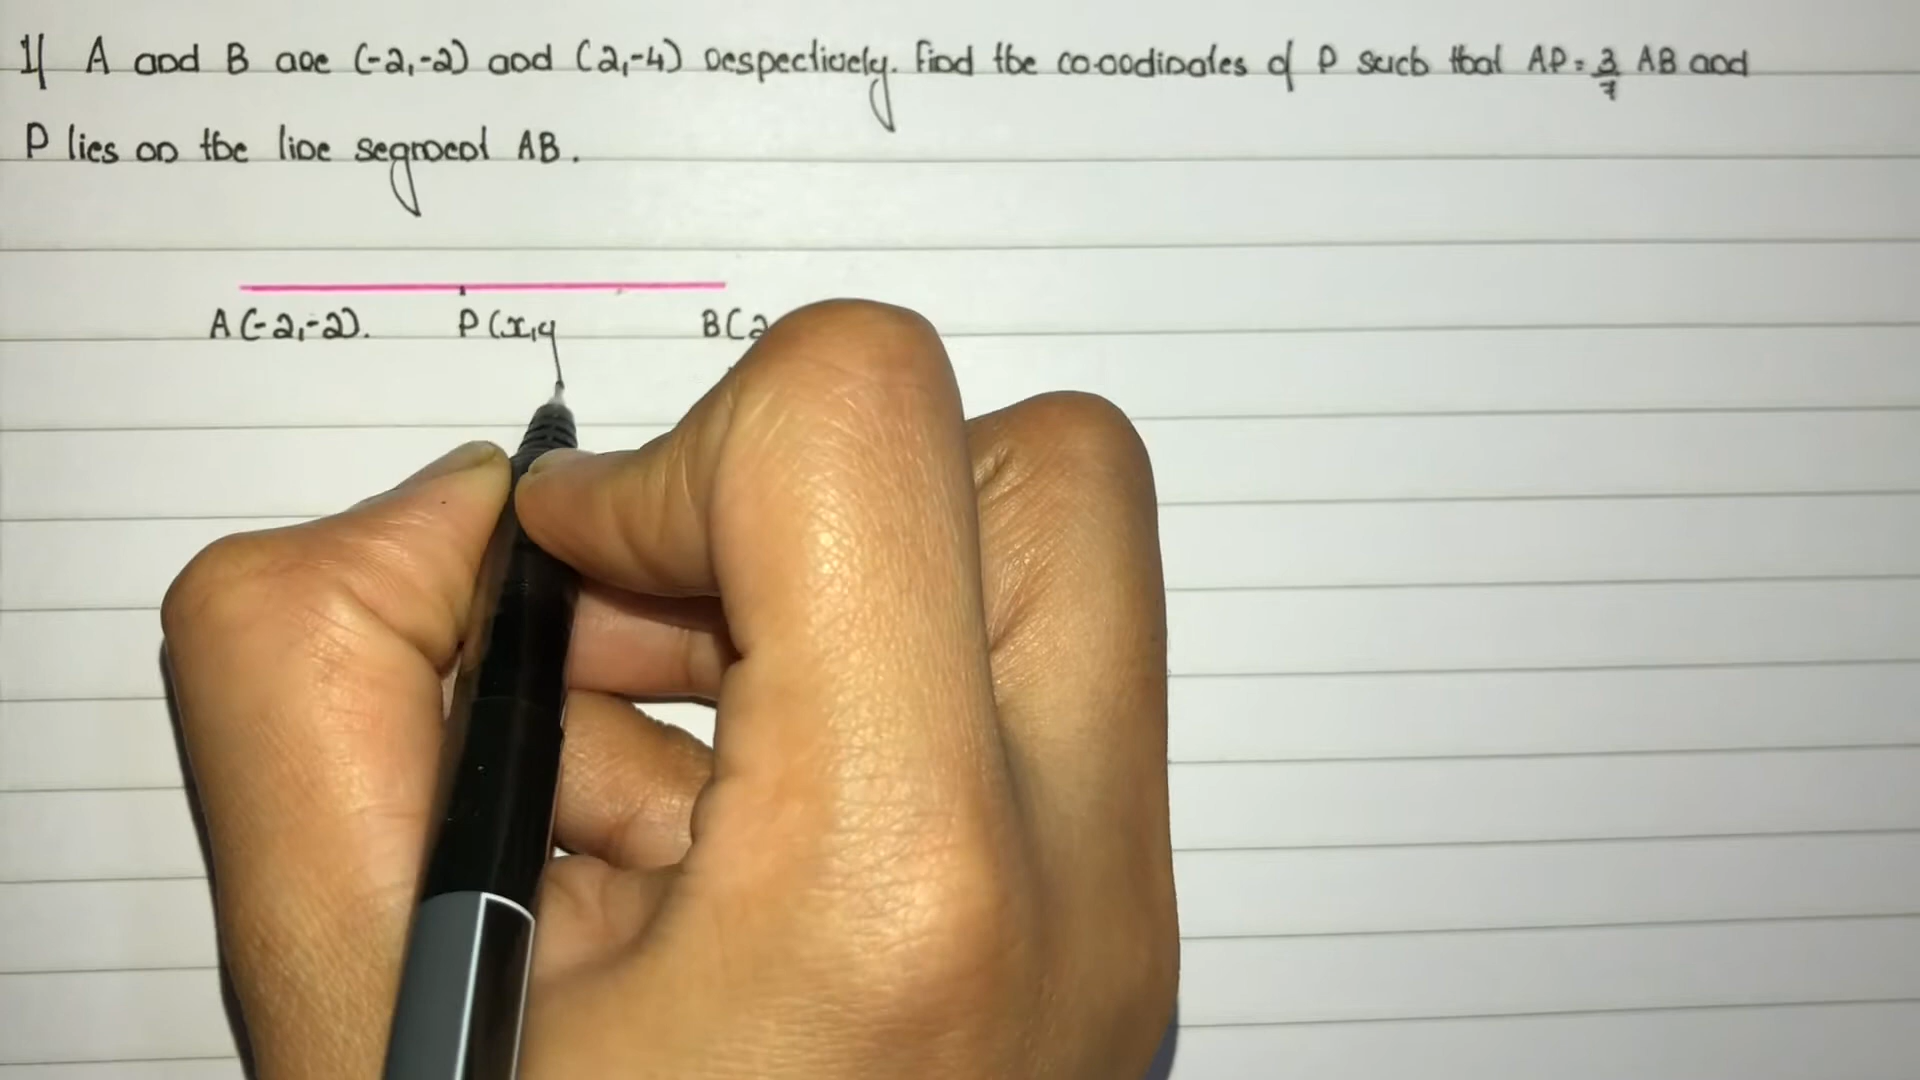 1) A and B are (-2,-2) and (2,-4) respectively. Find the co-ordinates of P such that AP = 3/7 AB and
P lies on the line segment AB.
A(-2,-2). P(x,y B(2